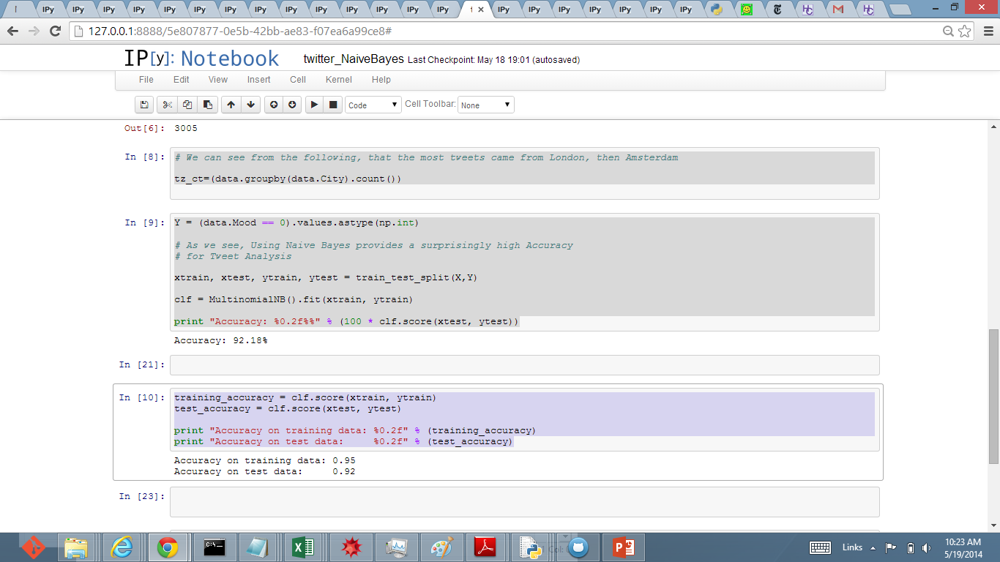 IPy IPy IPy IPy IPy IPy IPy IPy IPy IPy IPy IPy IPy IPy IPy IPy IPy IPy IPy IPy IPy
127.0.0.1:8888/5e807877-0e5b-42bb-ae83-f07ea6a99ce8#
IP[y]: Notebook twitter_NaiveBayes Last Checkpoint: May 18 19:01 (autosaved)
File Edit View Insert Cell Kernel Help
Code Cell Toolbar: None
Out[6]: 3005
In [8]: # We can see from the following, that the most tweets came from London, then Amsterdam
tz_ct=(data.groupby(data.City).count())
In [9]: Y = (data.Mood == 0).values.astype(np.int)
# As we see, Using Naive Bayes provides a surprisingly high Accuracy
# for Tweet Analysis
xtrain, xtest, ytrain, ytest = train_test_split(X,Y)
clf = MultinomialNB().fit(xtrain, ytrain)
print "Accuracy: %0.2f%%" % (100 * clf.score(xtest, ytest))
Accuracy: 92.18%
In [21]:
In [10]: training_accuracy = clf.score(xtrain, ytrain)
test_accuracy = clf.score(xtest, ytest)
print "Accuracy on training data: %0.2f" % (training_accuracy)
print "Accuracy on test data:     %0.2f" % (test_accuracy)
Accuracy on training data: 0.95
Accuracy on test data:     0.92
In [23]:
Links 10:23 AM
5/19/2014